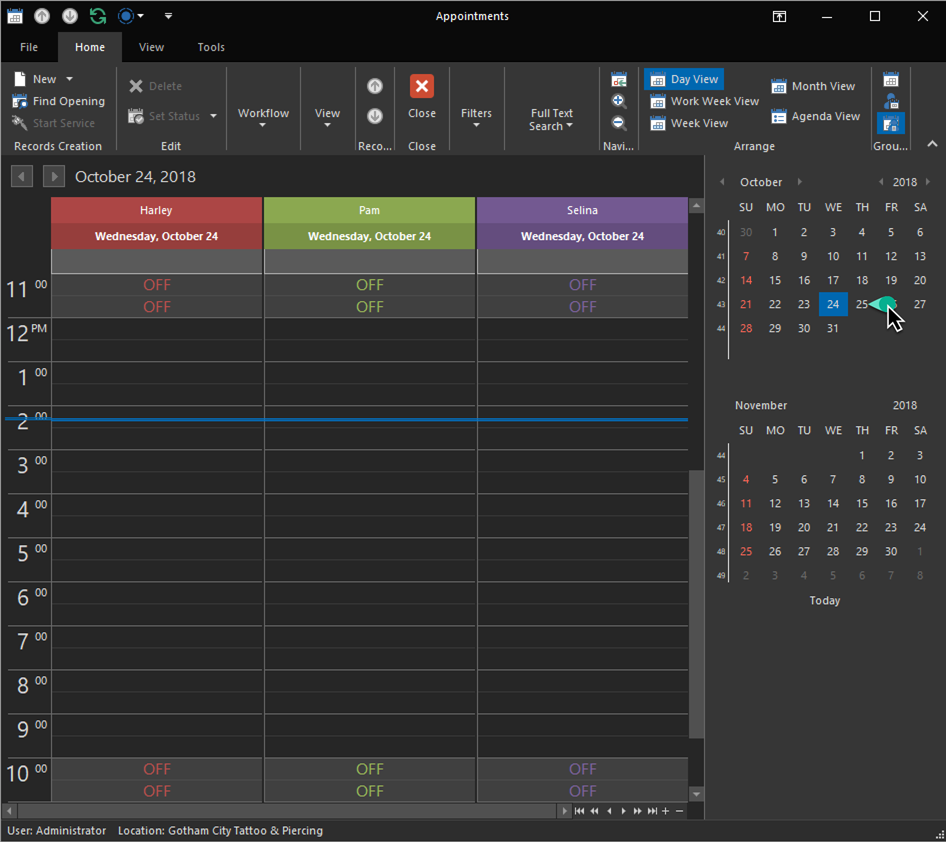 Appointments
File Home View Tools
New
Find Opening
Start Service
Records Creation
Delete
Set Status
Edit
Workflow
View
Reco...
Close
Close
Filters
Full Text
Search
Navi...
Day View
Work Week View
Week View
Month View
Agenda View
Arrange
Grou...
October 24, 2018
Harley Pam Selina
Wednesday, October 24 Wednesday, October 24 Wednesday, October 24
11 00 OFF OFF OFF
OFF OFF OFF
12 PM
1 00
2 00
3 00
4 00
5 00
6 00
7 00
8 00
9 00
10 00 OFF OFF OFF
OFF OFF OFF
October 2018
SU MO TU WE TH FR SA
40 30 1 2 3 4 5 6
41 7 8 9 10 11 12 13
42 14 15 16 17 18 19 20
43 21 22 23 24 25 27
44 28 29 30 31
November 2018
SU MO TU WE TH FR SA
44 1 2 3
45 4 5 6 7 8 9 10
46 11 12 13 14 15 16 17
47 18 19 20 21 22 23 24
48 25 26 27 28 29 30 1
49 2 3 4 5 6 7 8
Today
User: Administrator Location: Gotham City Tattoo & Piercing